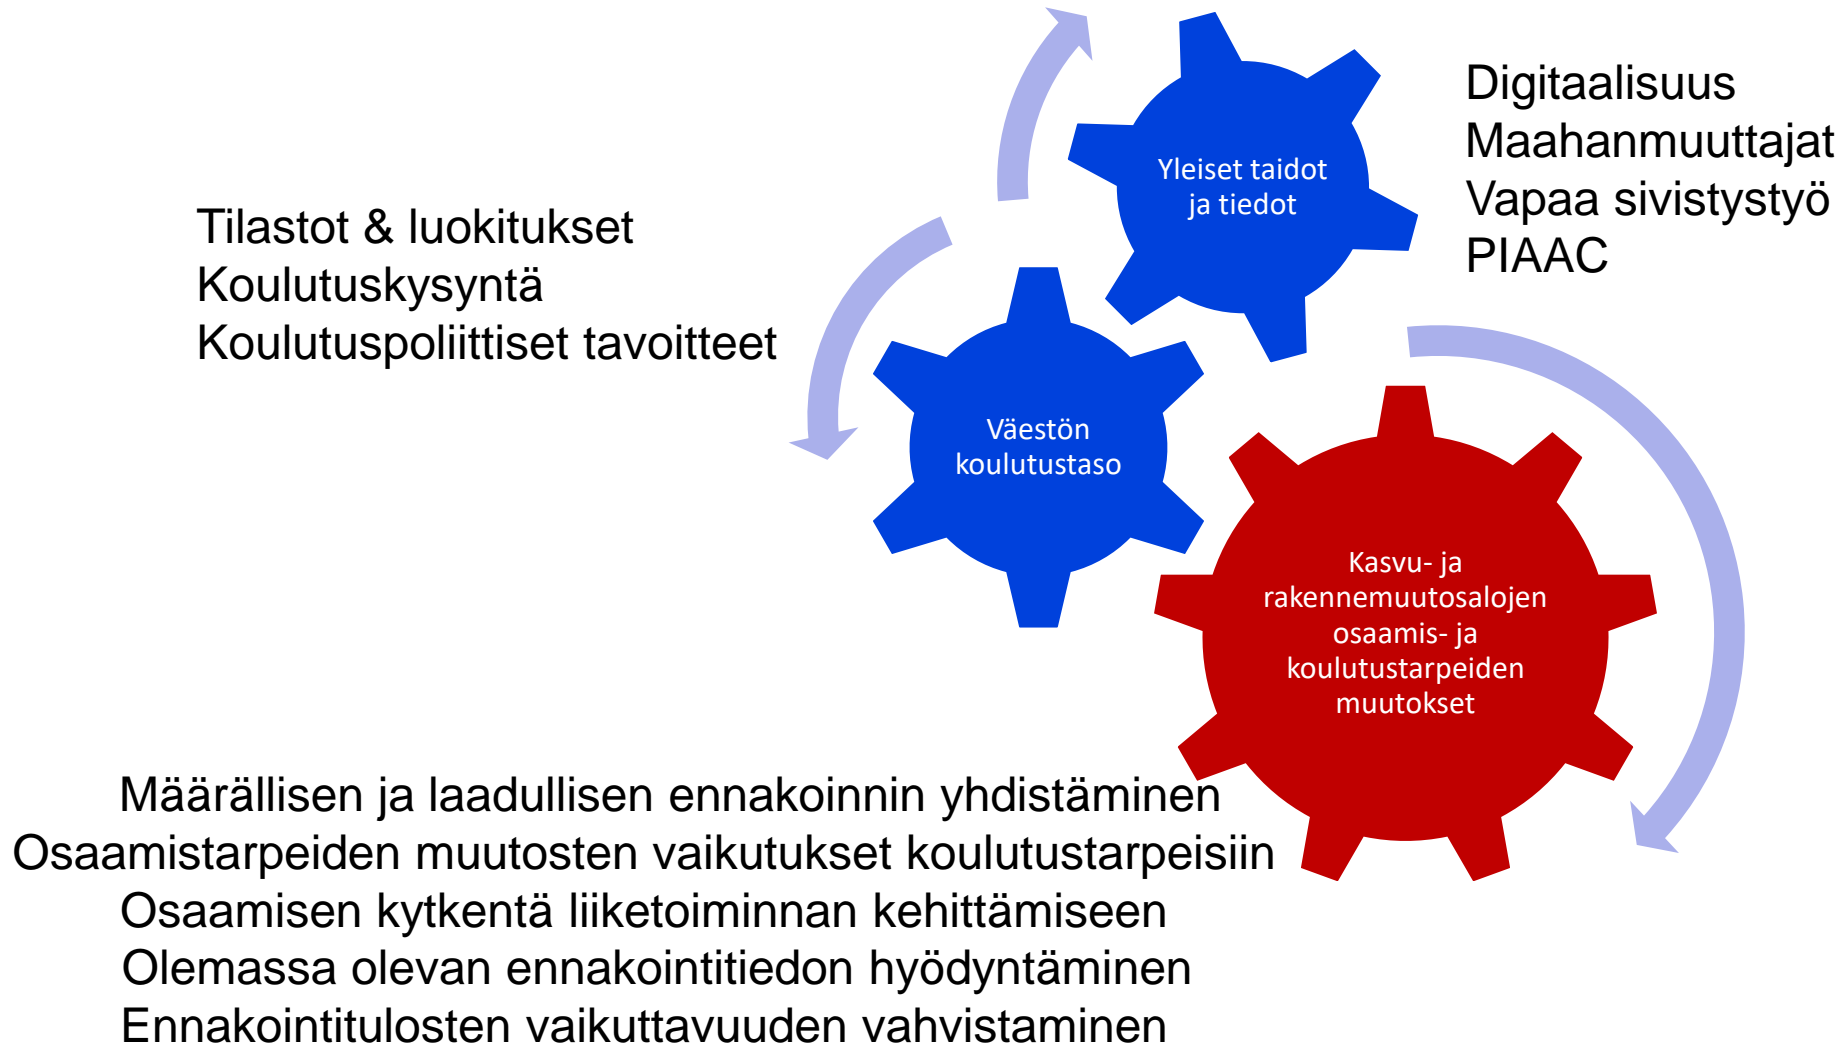 Digitaalisuus
Maahanmuuttajat
Vapaa sivistystyö
PIAAC
Yleiset taidot
ja tiedot
Tilastot & luokitukset
Koulutuskysyntä
Koulutuspoliittiset tavoitteet
Väestön
koulutustaso
Kasvu- ja
rakennemuutosalojen
osaamis- ja
koulutustarpeiden
muutokset
Määrällisen ja laadullisen ennakoinnin yhdistäminen
Osaamistarpeiden muutosten vaikutukset koulutustarpeisiin
Osaamisen kytkentä liiketoiminnan kehittämiseen
Olemassa olevan ennakointitiedon hyödyntäminen
Ennakointitulosten vaikuttavuuden vahvistaminen